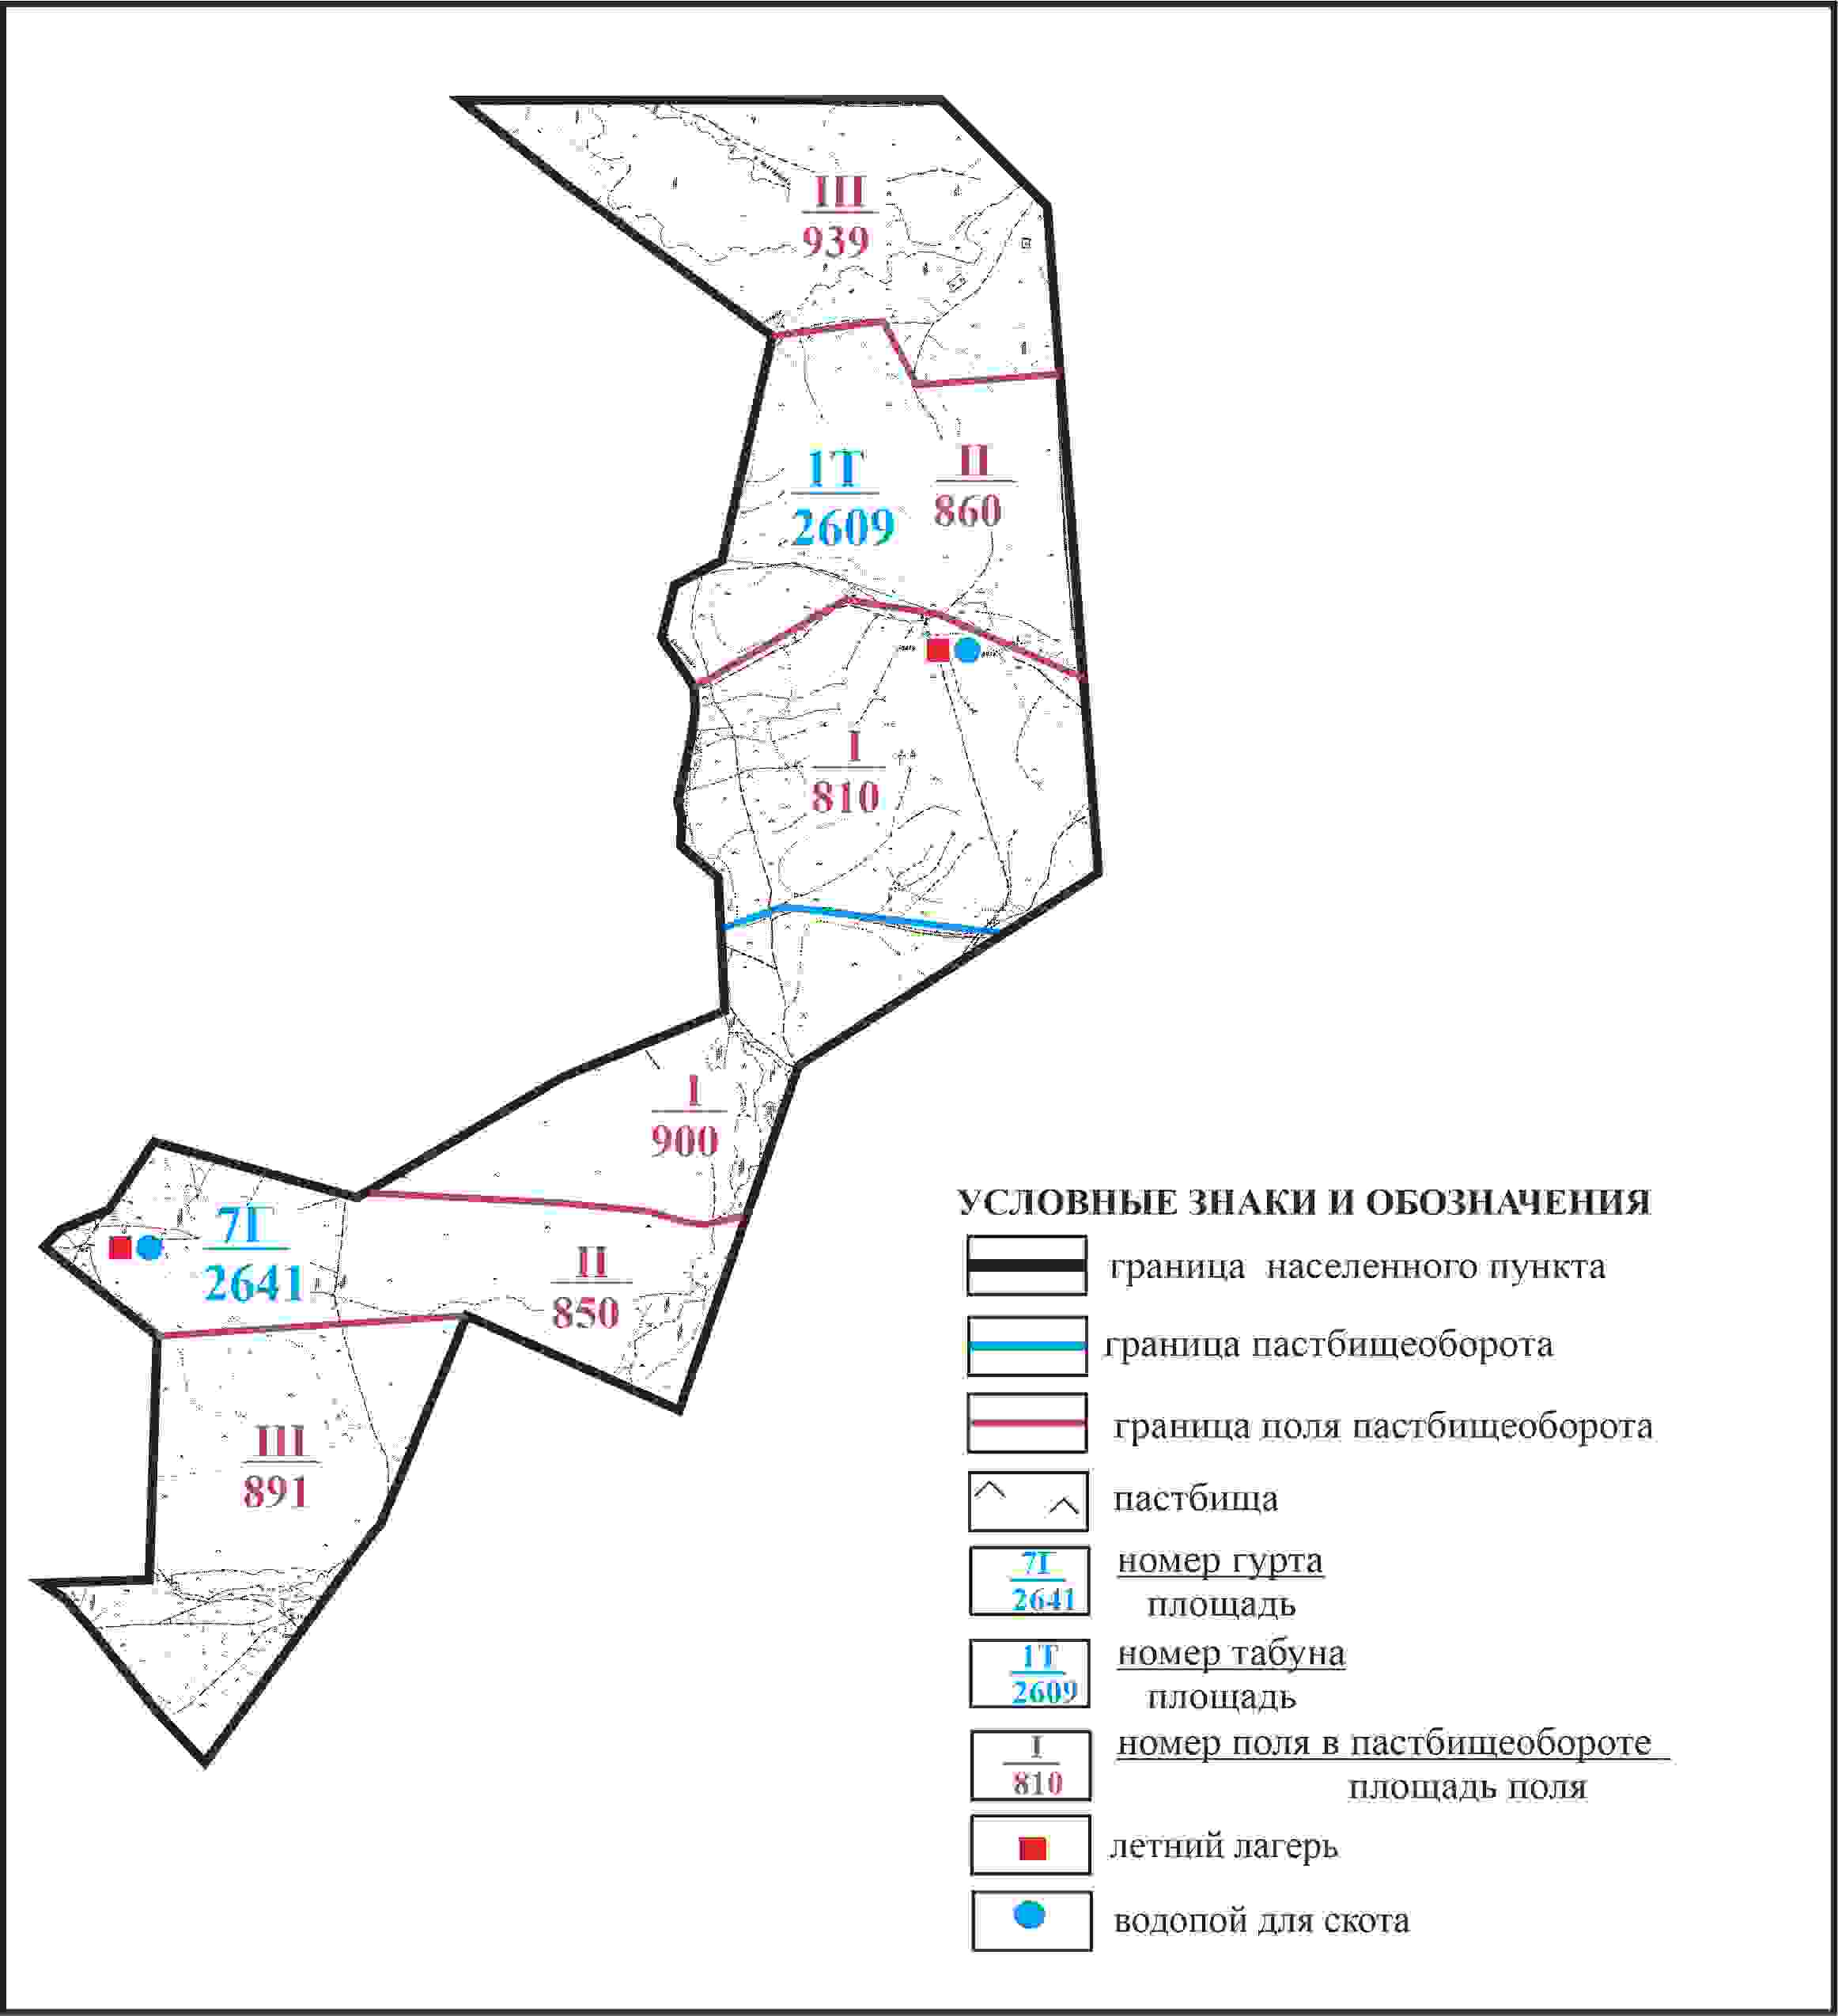 III
939
1Т
2609
II
860
I
810
I
900
7Г
2641
II
850
III
891
УСЛОВНЫЕ ЗНАКИ И ОБОЗНАЧЕНИЯ
граница населенного пункта
граница пастбищеоборота
граница поля пастбищеоборота
пастбища
7Г
номер гурта
2641
площадь
1Т
номер табуна
2609
площадь
I
номер поля в пастбищеобороте
810
площадь поля
летний лагерь
водопой для скота